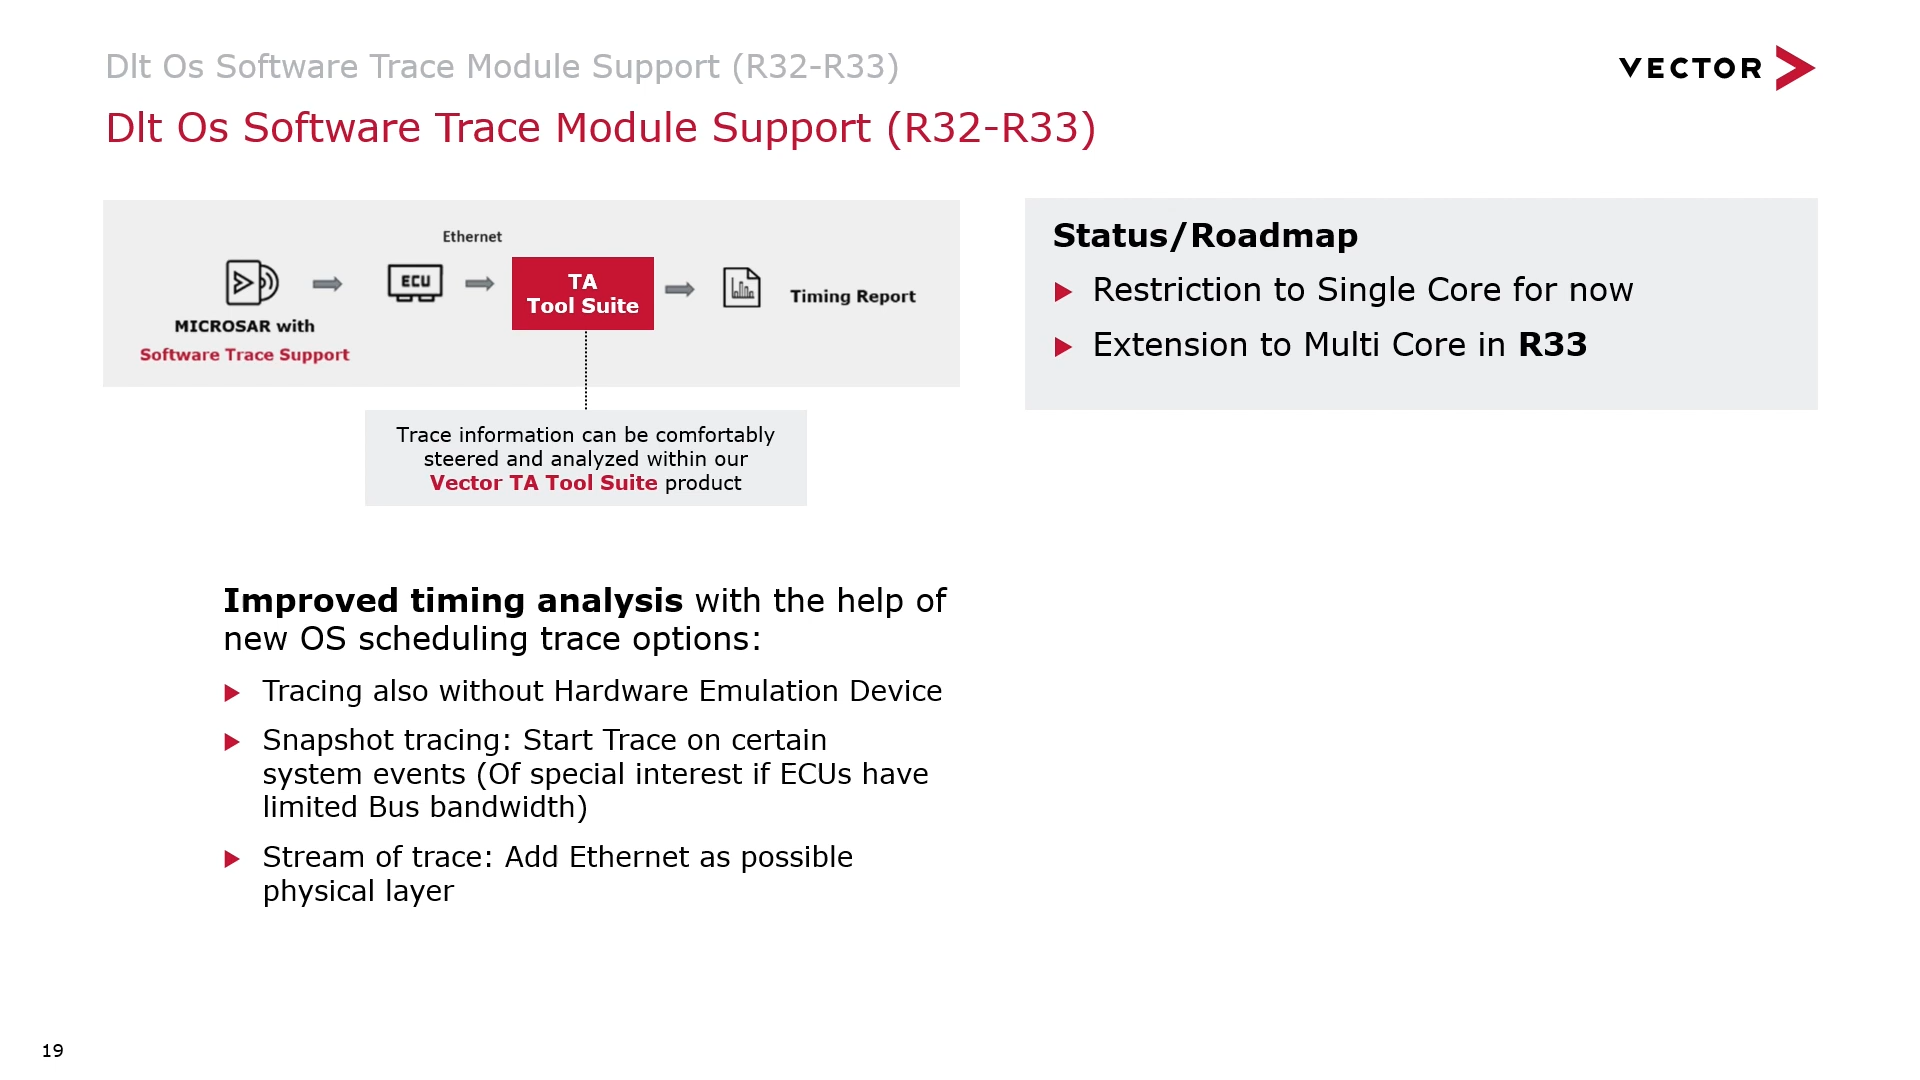 Dlt Os Software Trace Module Support (R32-R33)
VECTOR
Dlt Os Software Trace Module Support (R32-R33)
Ethernet
ECU
TA
Tool Suite
Timing Report
MICROSAR with
Software Trace Support
Trace information can be comfortably
steered and analyzed within our
Vector TA Tool Suite product
Status/Roadmap
Restriction to Single Core for now
Extension to Multi Core in R33
Improved timing analysis with the help of
new OS scheduling trace options:
Tracing also without Hardware Emulation Device
Snapshot tracing: Start Trace on certain
system events (Of special interest if ECUs have
limited Bus bandwidth)
Stream of trace: Add Ethernet as possible
physical layer
19